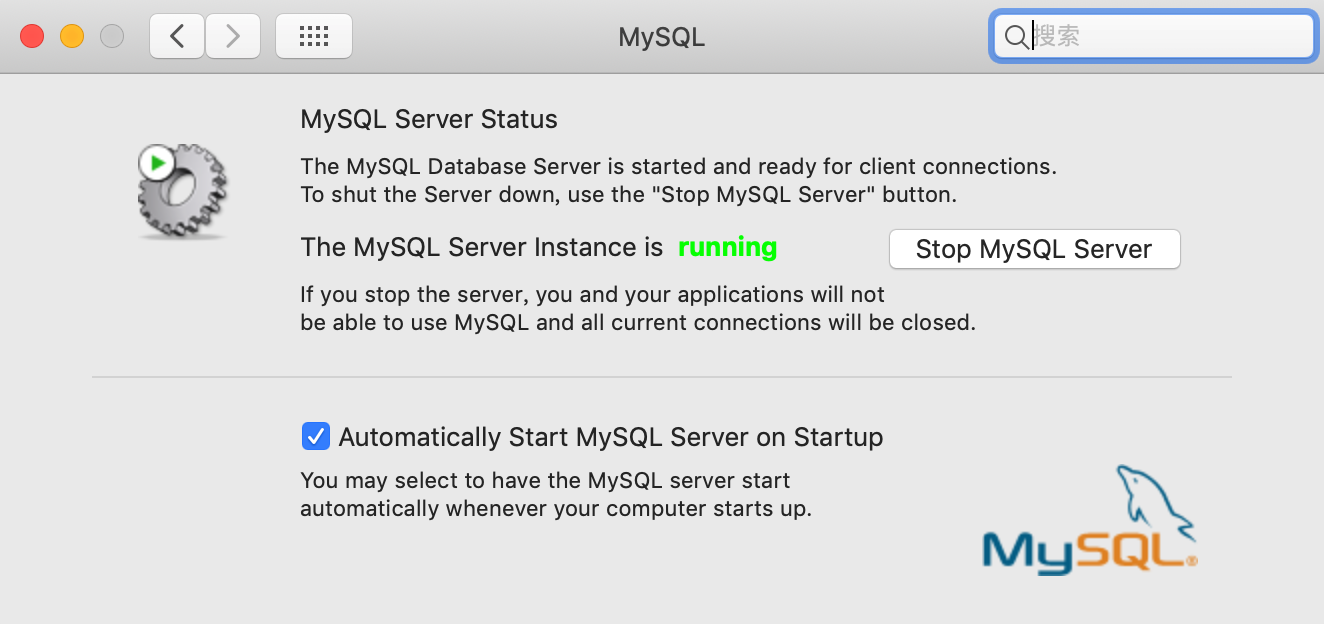 MySQL
搜索
MySQL Server Status
The MySQL Database Server is started and ready for client connections.
To shut the Server down, use the "Stop MySQL Server" button.
The MySQL Server Instance is running
Stop MySQL Server
If you stop the server, you and your applications will not
be able to use MySQL and all current connections will be closed.
Automatically Start MySQL Server on Startup
You may select to have the MySQL server start
automatically whenever your computer starts up.
MySQL®